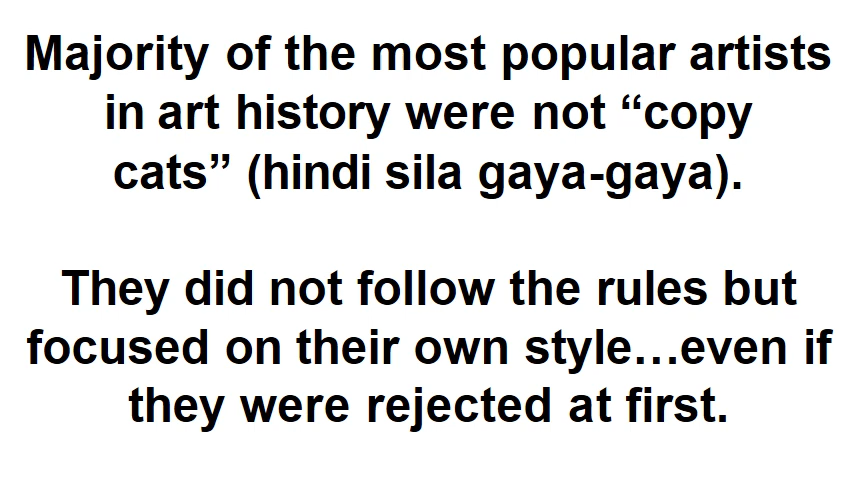 Majority of the most popular artists
in art history were not “copy
cats” (hindi sila gaya-gaya).
They did not follow the rules but
focused on their own style…even if
they were rejected at first.